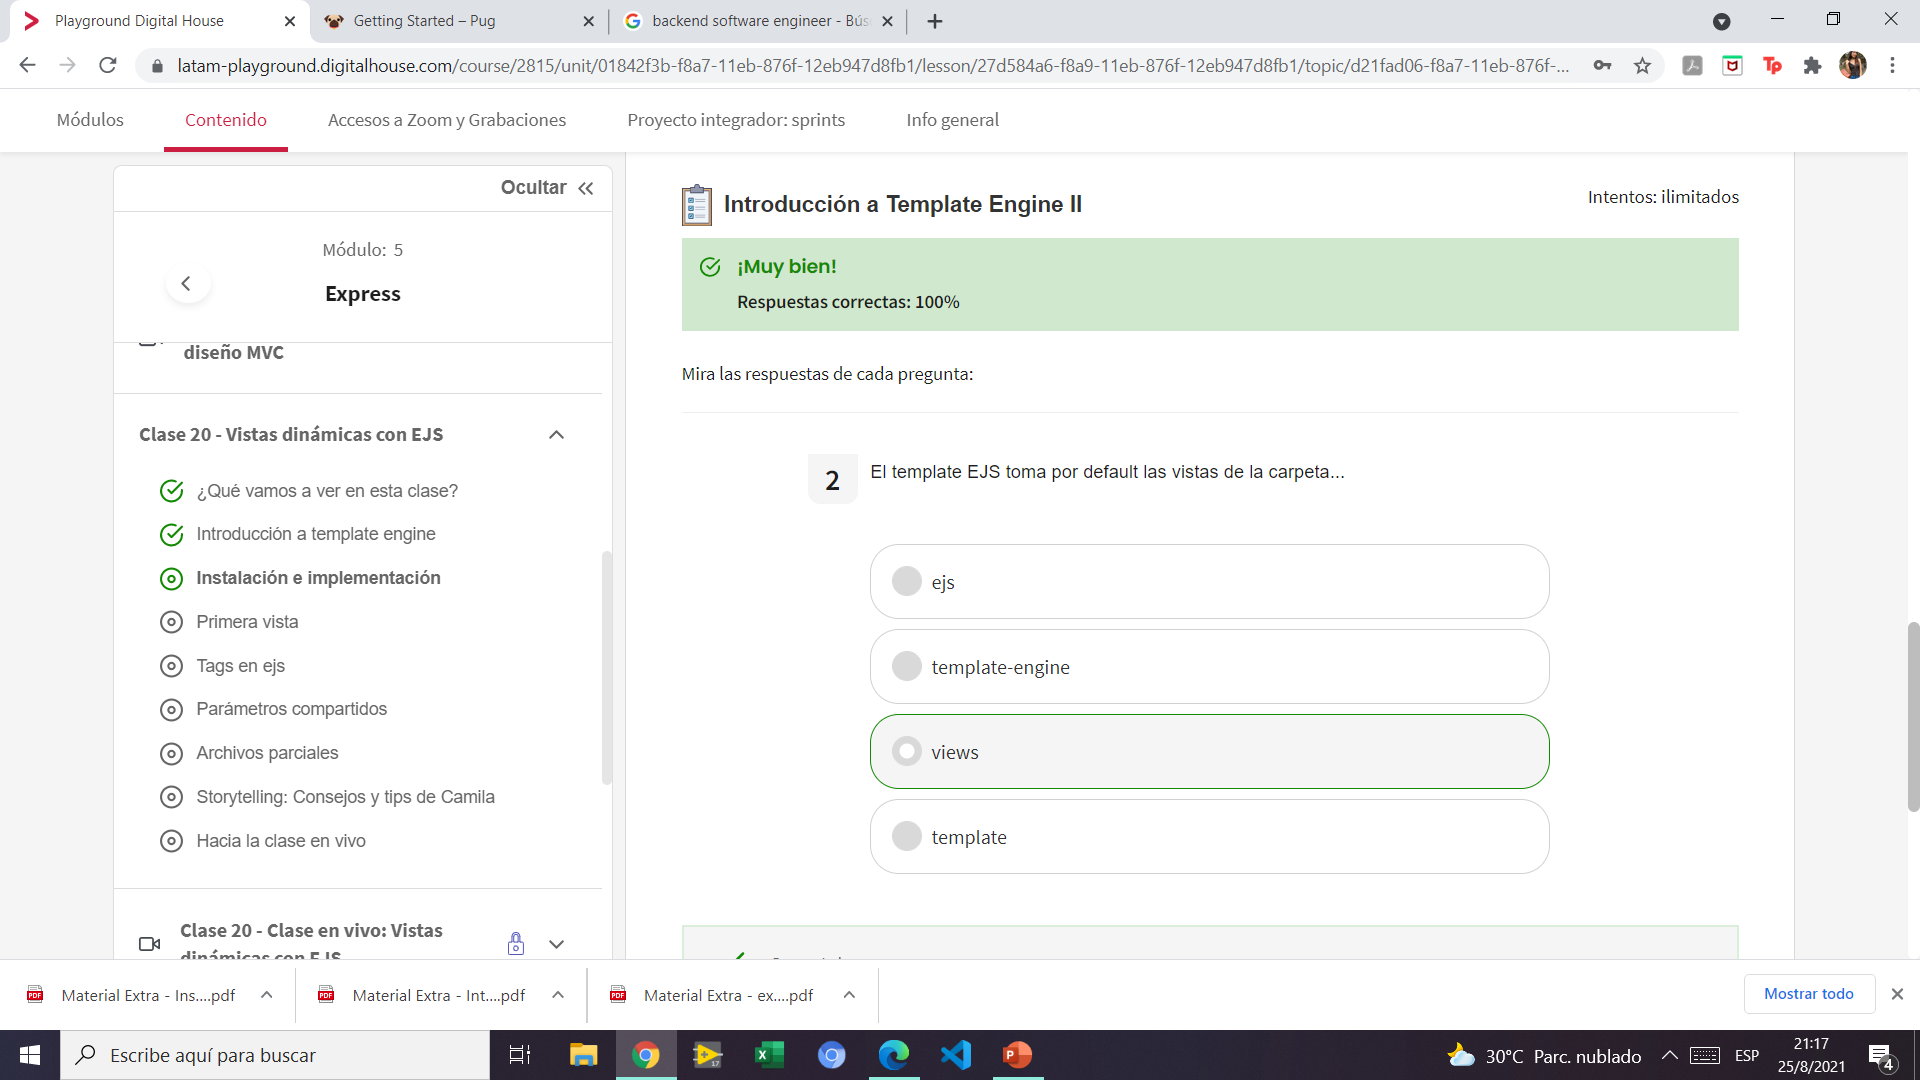 Playground Digital House
Getting Started – Pug
backend software engineer - Bús
latam-playground.digitalhouse.com/course/2815/unit/01842f3b-f8a7-11eb-876f-12eb947d8fb1/lesson/27d584a6-f8a9-11eb-876f-12eb947d8fb1/topic/d21fad06-f8a7-11eb-876f-...
Módulos
Contenido
Accesos a Zoom y Grabaciones
Proyecto integrador: sprints
Info general
Ocultar
Módulo: 5
Express
diseño MVC
Clase 20 - Vistas dinámicas con EJS
¿Qué vamos a ver en esta clase?
Introducción a template engine
Instalación e implementación
Primera vista
Tags en ejs
Parámetros compartidos
Archivos parciales
Storytelling: Consejos y tips de Camila
Hacia la clase en vivo
Clase 20 - Clase en vivo: Vistas
dinámicas con EJS
Introducción a Template Engine II
Intentos: ilimitados
¡Muy bien!
Respuestas correctas: 100%
Mira las respuestas de cada pregunta:
2
El template EJS toma por default las vistas de la carpeta...
ejs
template-engine
views
template
Material Extra - Ins....pdf
Material Extra - Int....pdf
Material Extra - ex....pdf
Mostrar todo
Escribe aquí para buscar
30°C Parc. nublado
ESP
21:17
25/8/2021
4